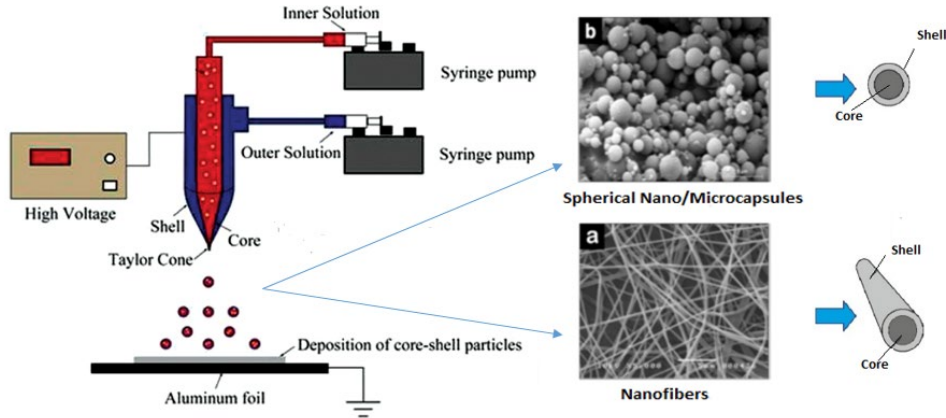 Inner Solution
Syringe pump
Outer Solution
Syringe pump
High Voltage
Shell
Core
Taylor Cone
Deposition of core-shell particles
Aluminum foil
b
Spherical Nano/Microcapsules
Shell
Core
a
Nanofibers
Shell
Core